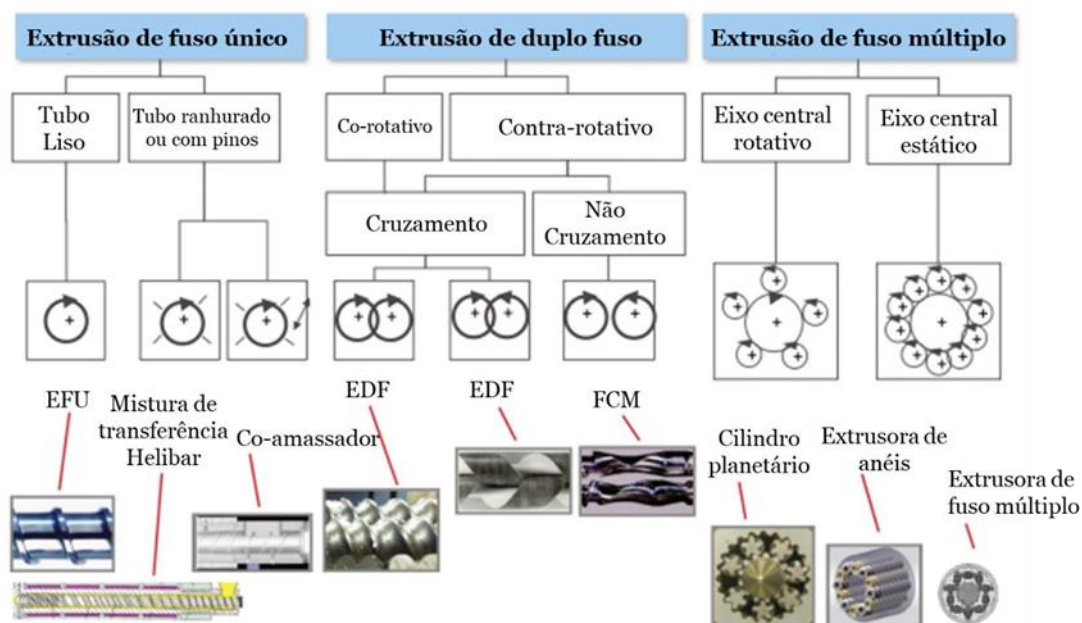 Extrusão de fuso único
Extrusão de duplo fuso
Extrusão de fuso múltiplo
Tubo
Liso
Tubo ranhurado
ou com pinos
Co-rotativo
Contra-rotativo
Eixo central
rotativo
Eixo central
estático
Cruzamento
Não
Cruzamento
EFU
Mistura de
transferência
Helibar
Co-amassador
EDF
EDF
FCM
Cilindro
planetário
Extrusora de
anéis
Extrusora de
fuso múltiplo